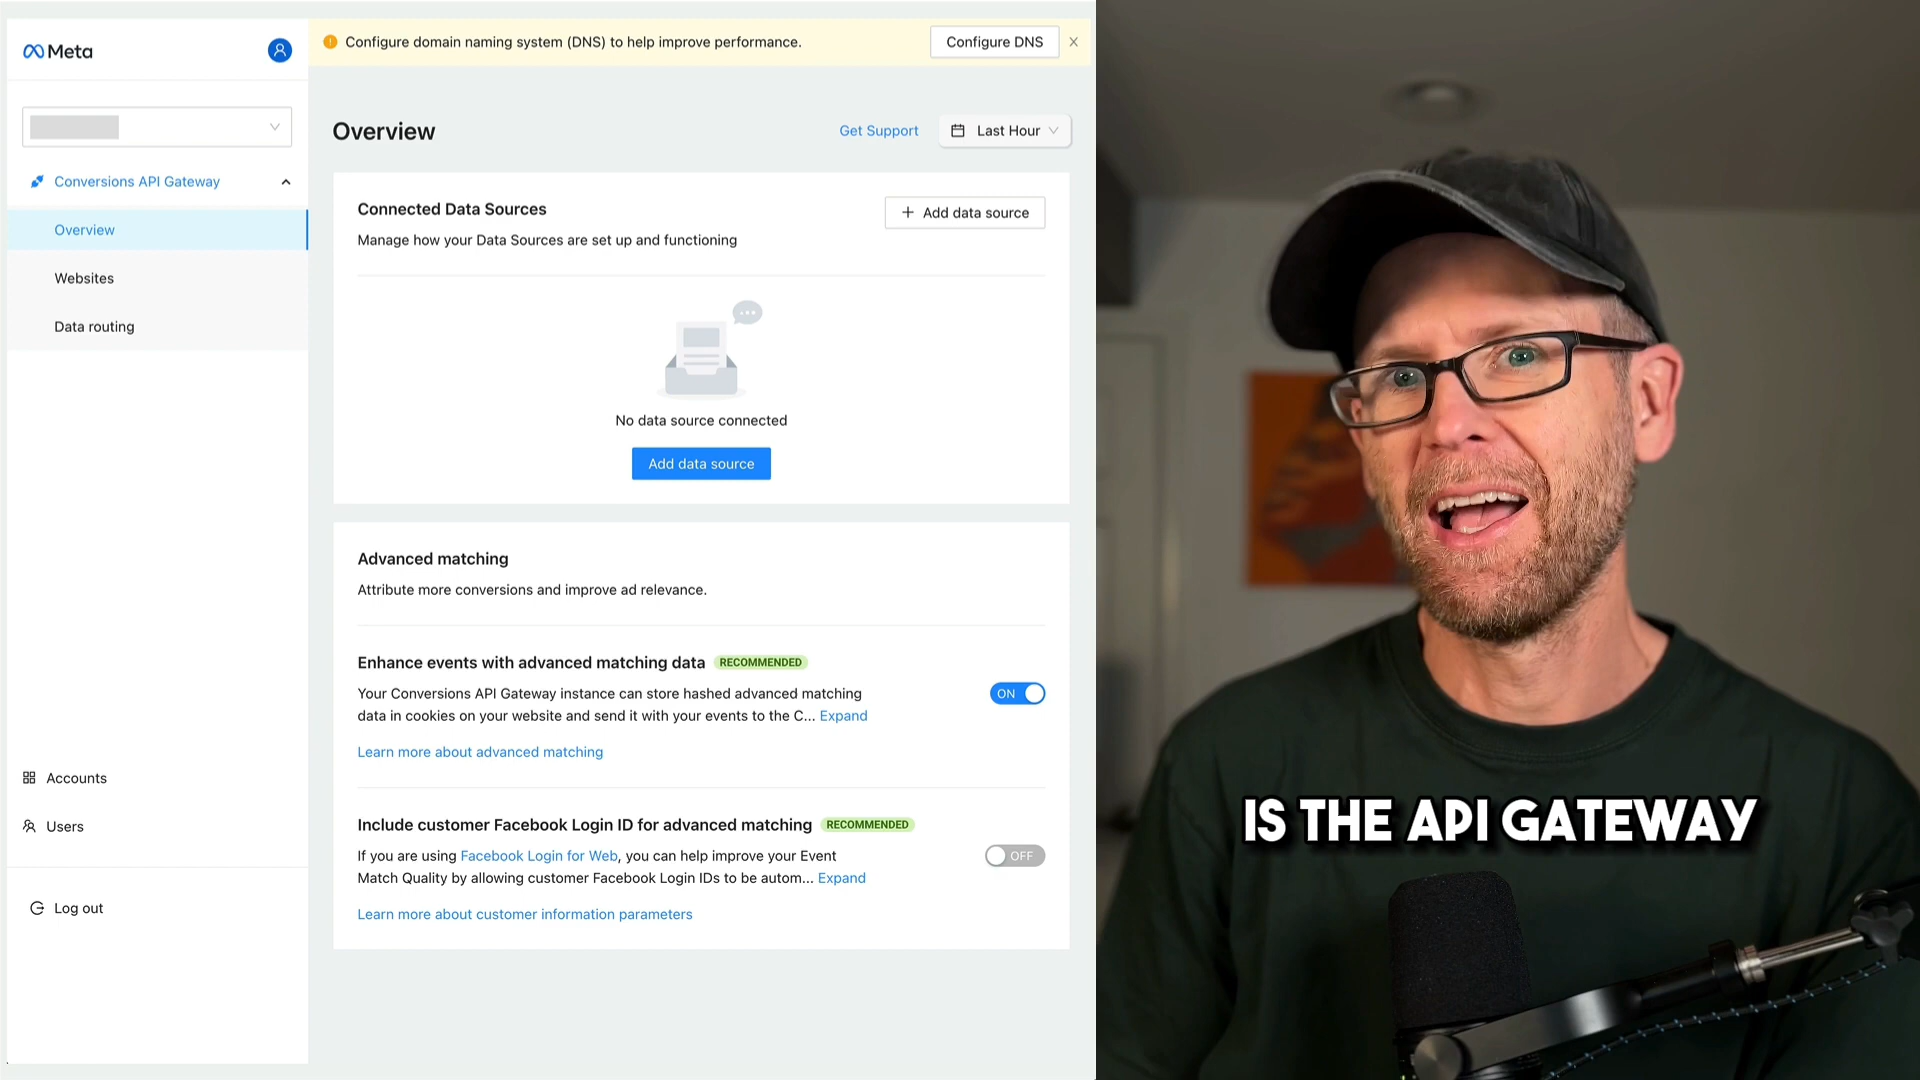 Meta
Configure domain naming system (DNS) to help improve performance.
Configure DNS
Conversions API Gateway
Overview
Websites
Data routing
Accounts
Users
Log out
Overview
Get Support
Last Hour
Connected Data Sources
Add data source
Manage how your Data Sources are set up and functioning
No data source connected
Add data source
Advanced matching
Attribute more conversions and improve ad relevance.
Enhance events with advanced matching data RECOMMENDED
Your Conversions API Gateway instance can store hashed advanced matching
data in cookies on your website and send it with your events to the C... Expand
ON
Learn more about advanced matching
Include customer Facebook Login ID for advanced matching RECOMMENDED
If you are using Facebook Login for Web, you can help improve your Event
Match Quality by allowing customer Facebook Login IDs to be autom... Expand
OFF
Learn more about customer information parameters
IS THE API GATEWAY